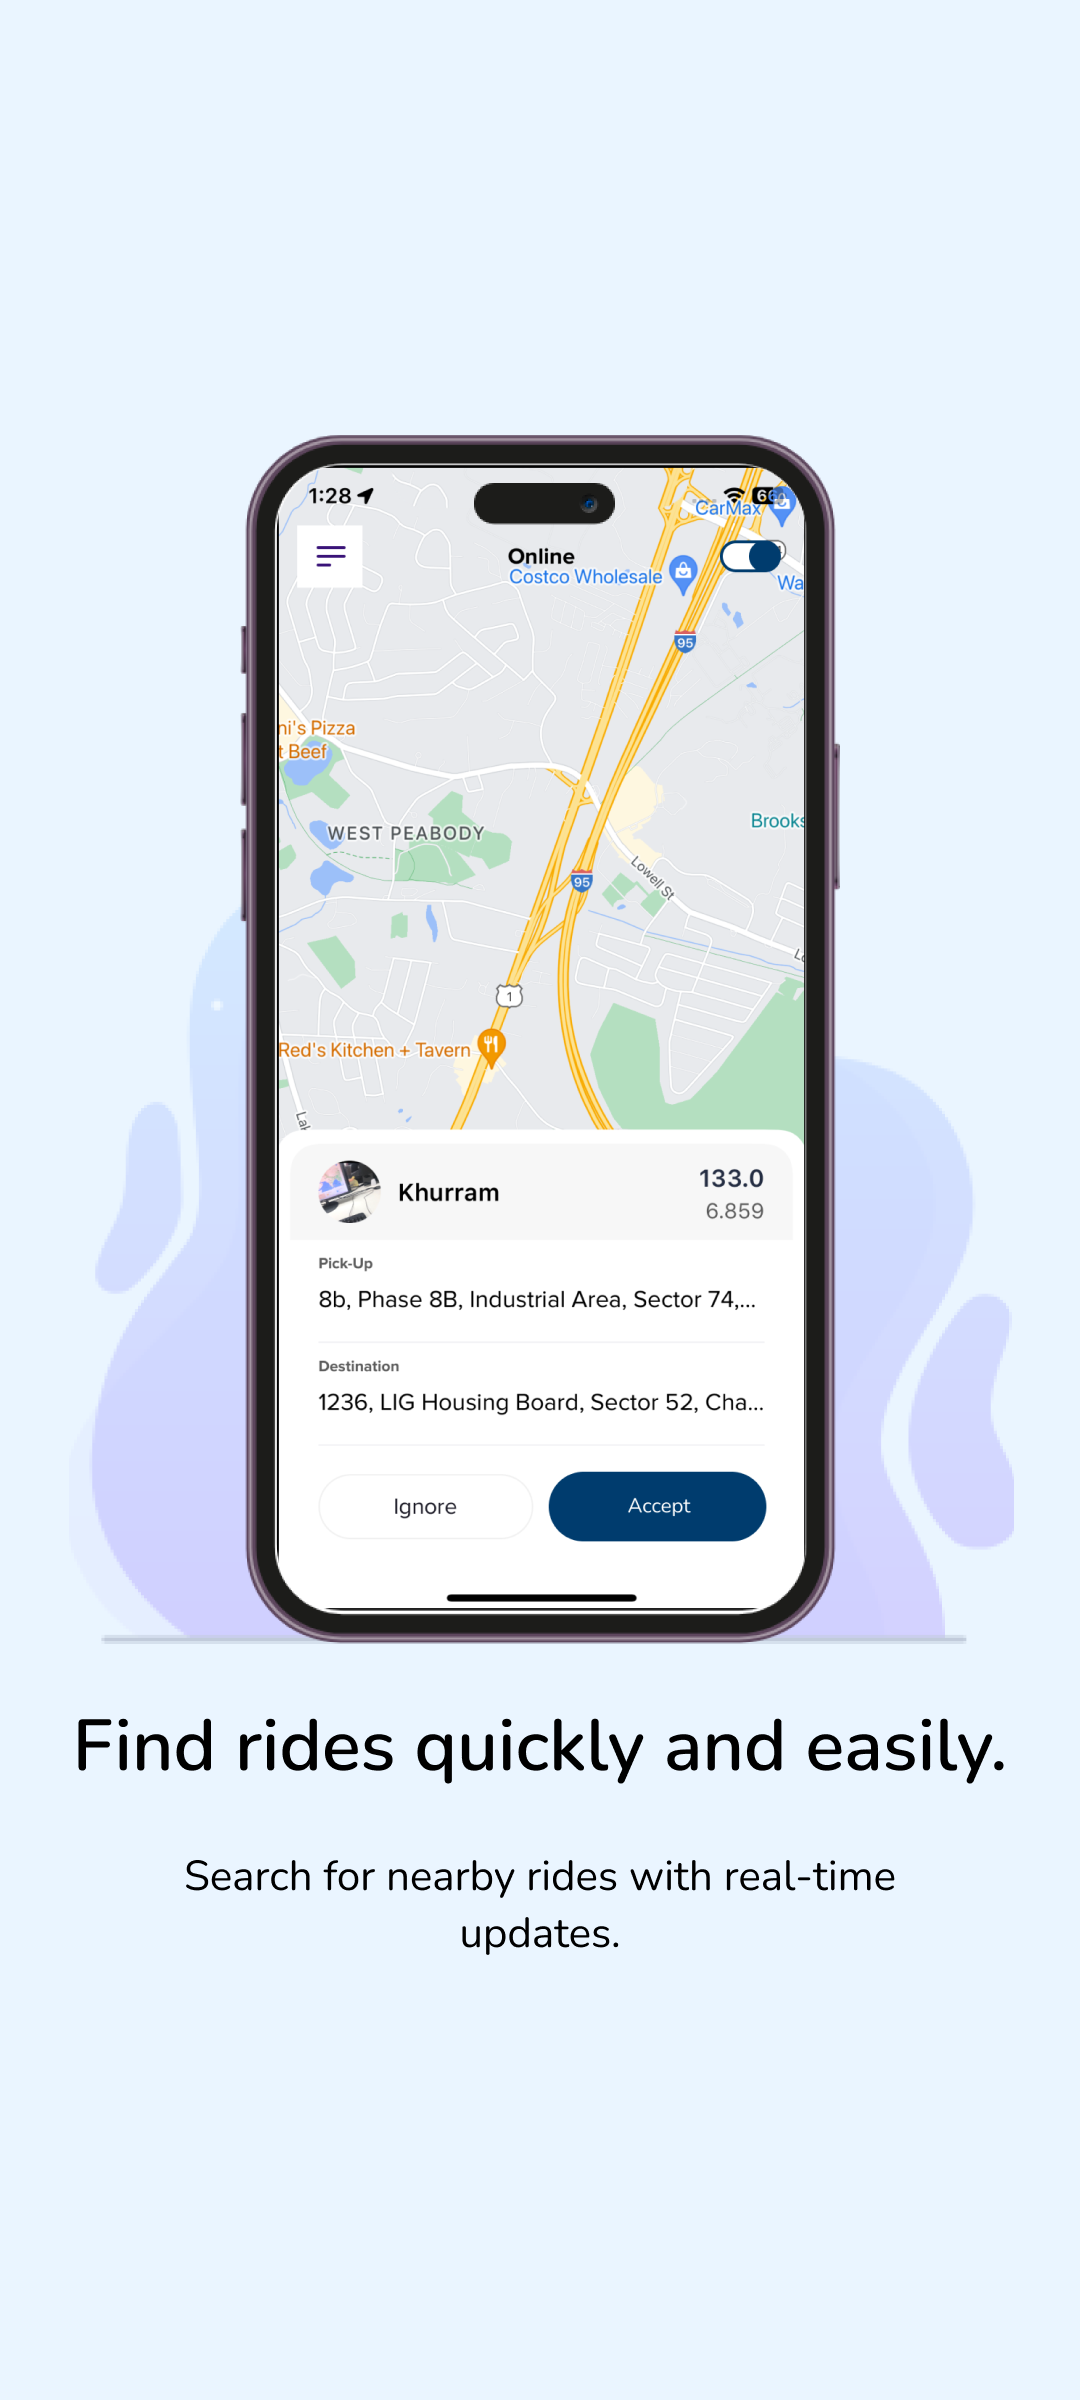 1:28
CarMax
Online
Costco Wholesale
Wa
95
ni's Pizza
t Beef
Brooks
WEST PEABODY
Lowell St
95
1
Red's Kitchen + Tavern
Khurram
133.0
6.859
Pick-Up
8b, Phase 8B, Industrial Area, Sector 74,...
Destination
1236, LIG Housing Board, Sector 52, Cha...
Ignore
Accept
Find rides quickly and easily.
Search for nearby rides with real-time
updates.